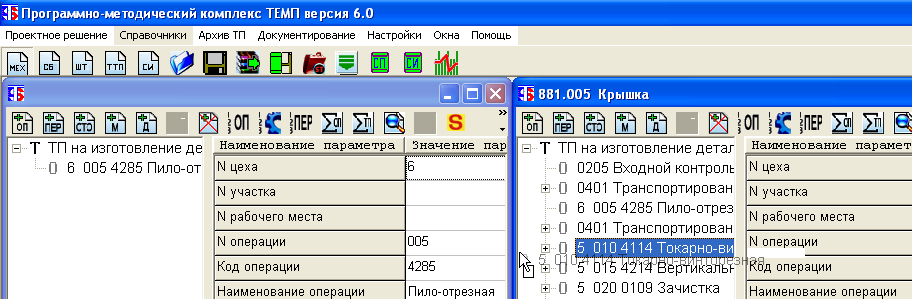 Программно-методический комплекс ТЕМП версия 6.0
Проектное решение Справочники Архив ТП Документирование Настройки Окна Помощь
МЕХ СБ ШТ ТТП СИ СП СИ
881.005 Крышка
ОП ПЕР СТО М Д ОП ПЕР ΣОП ΣП S »
ОП ПЕР СТО М Д ОП ПЕР ΣОП ΣП
Т ТП на изготовление де
6 005 4285 Пило-от
Наименование параметра Значение пар
N цеха 6
N участка
N рабочего места
N операции 005
Код операции 4285
Наименование операции Пило-отрезная
Т ТП на изготовление детал
0205 Входной контроль
0401 Транспортирован
6 005 4285 Пило-отрез
0401 Транспортирован
5 010 4114 Токарно-ви
5 010 4114 Токарно-винторезная
5 015 4214 Вертикальн
5 020 0109 Зачистка
Наименование парамет
N цеха
N участка
N рабочего места
N операции
Код операции
Наименование операции